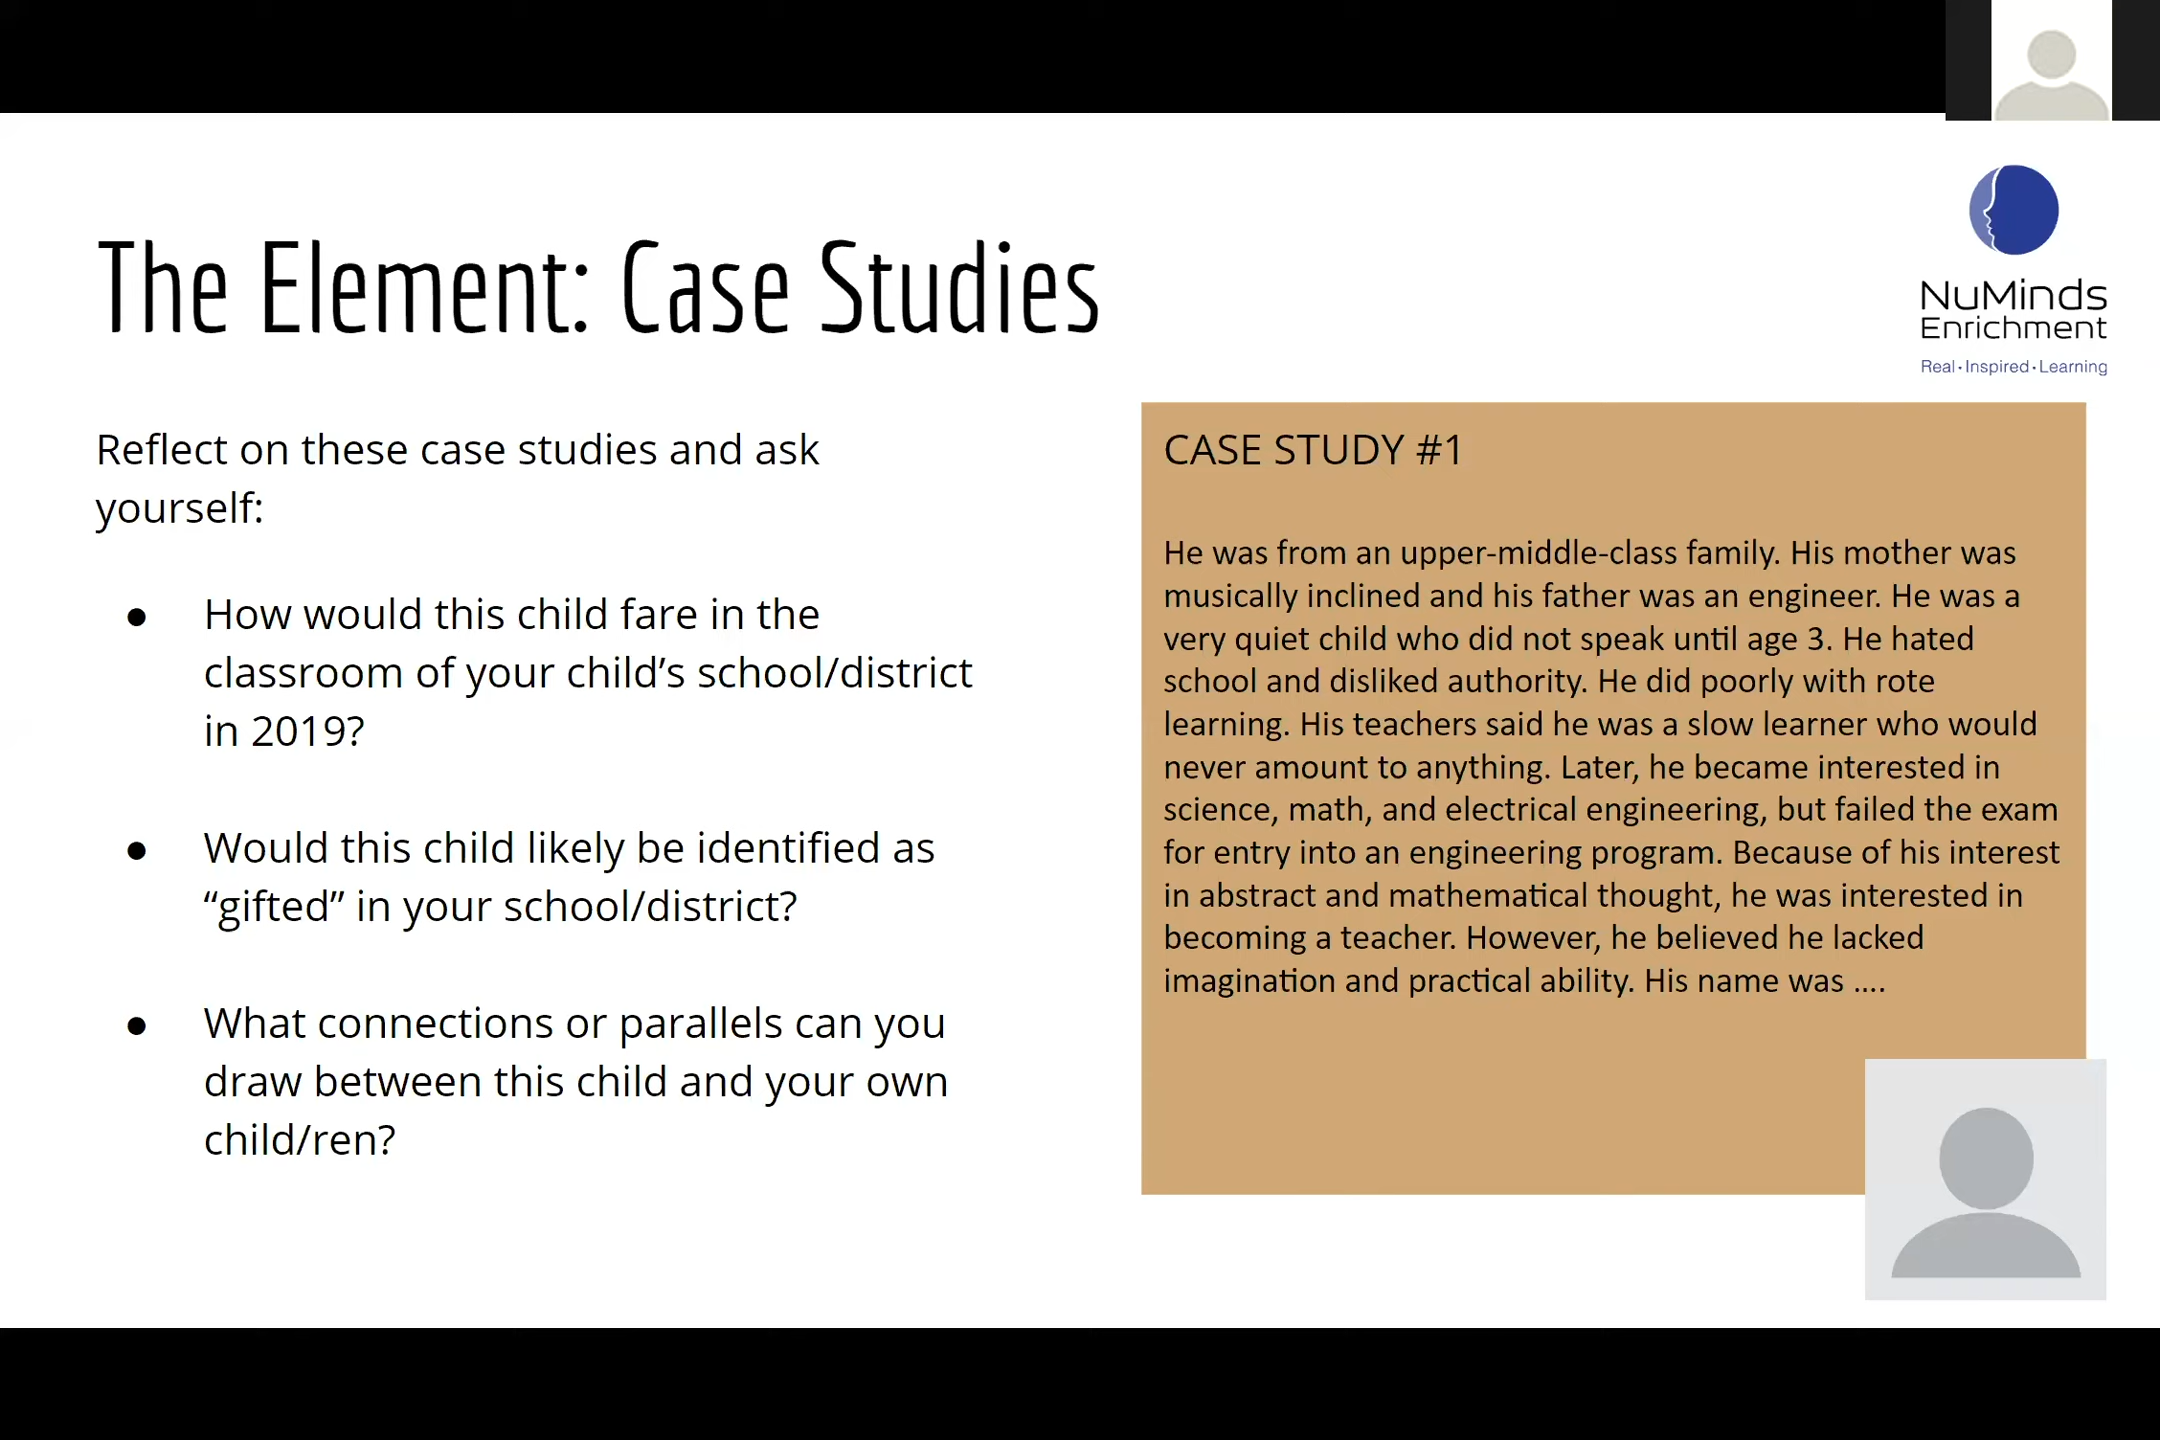 The Element: Case Studies
NuMinds
Enrichment
Real·Inspired·Learning
Reflect on these case studies and ask
yourself:
● How would this child fare in the
classroom of your child’s school/district
in 2019?
● Would this child likely be identified as
“gifted” in your school/district?
● What connections or parallels can you
draw between this child and your own
child/ren?
CASE STUDY #1
He was from an upper-middle-class family. His mother was
musically inclined and his father was an engineer. He was a
very quiet child who did not speak until age 3. He hated
school and disliked authority. He did poorly with rote
learning. His teachers said he was a slow learner who would
never amount to anything. Later, he became interested in
science, math, and electrical engineering, but failed the exam
for entry into an engineering program. Because of his interest
in abstract and mathematical thought, he was interested in
becoming a teacher. However, he believed he lacked
imagination and practical ability. His name was ....